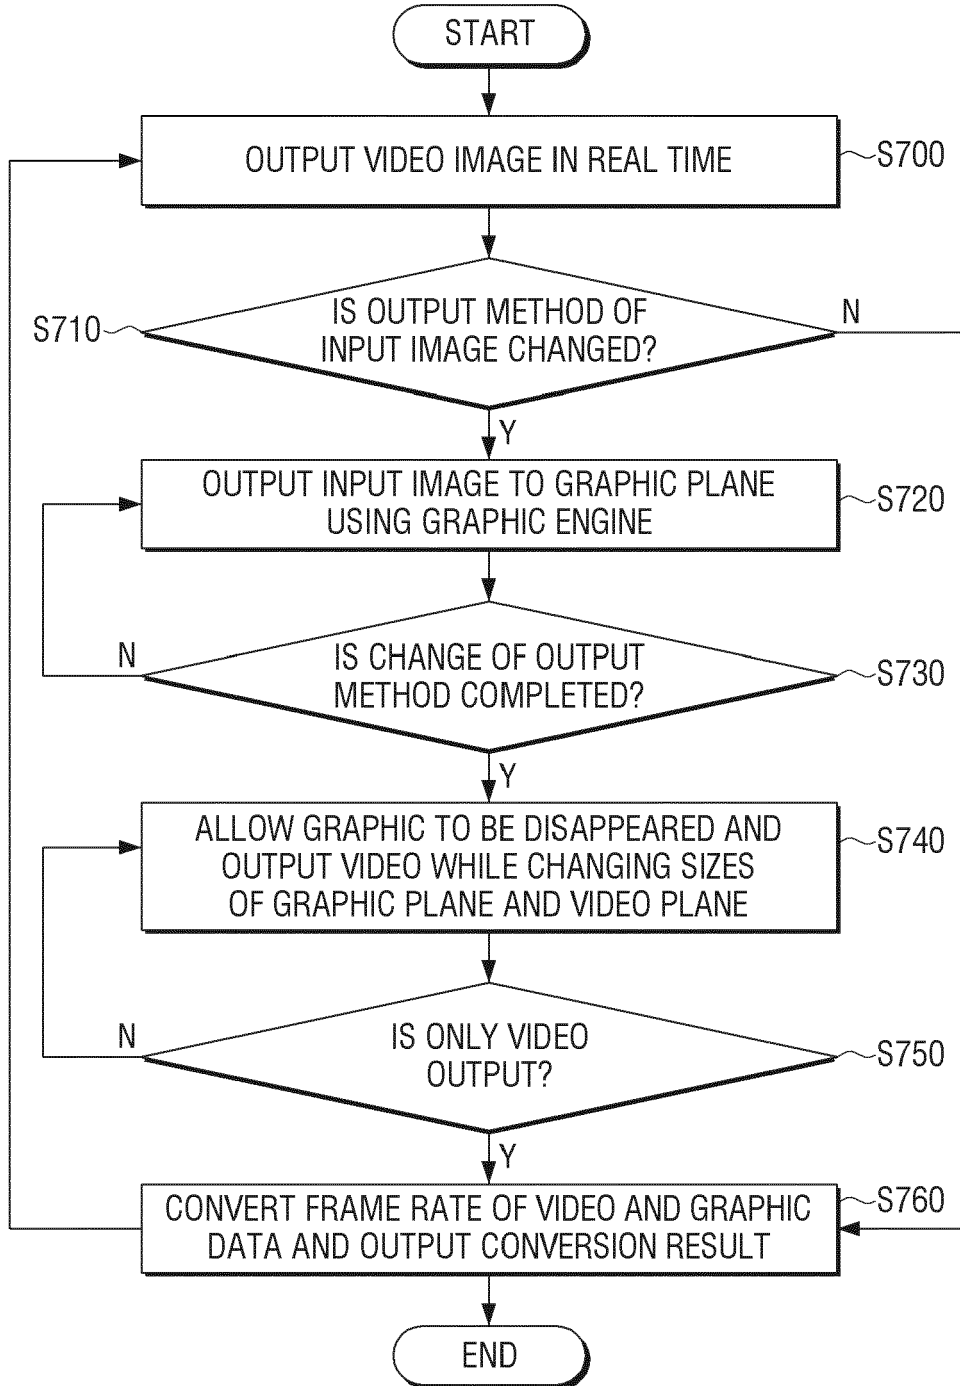 START
OUTPUT VIDEO IMAGE IN REAL TIME
S700
IS OUTPUT METHOD OF
INPUT IMAGE CHANGED?
S710
N
Y
OUTPUT INPUT IMAGE TO GRAPHIC PLANE
USING GRAPHIC ENGINE
S720
IS CHANGE OF OUTPUT
METHOD COMPLETED?
S730
N
Y
ALLOW GRAPHIC TO BE DISAPPEARED AND
OUTPUT VIDEO WHILE CHANGING SIZES
OF GRAPHIC PLANE AND VIDEO PLANE
S740
IS ONLY VIDEO
OUTPUT?
S750
N
Y
CONVERT FRAME RATE OF VIDEO AND GRAPHIC
DATA AND OUTPUT CONVERSION RESULT
S760
END